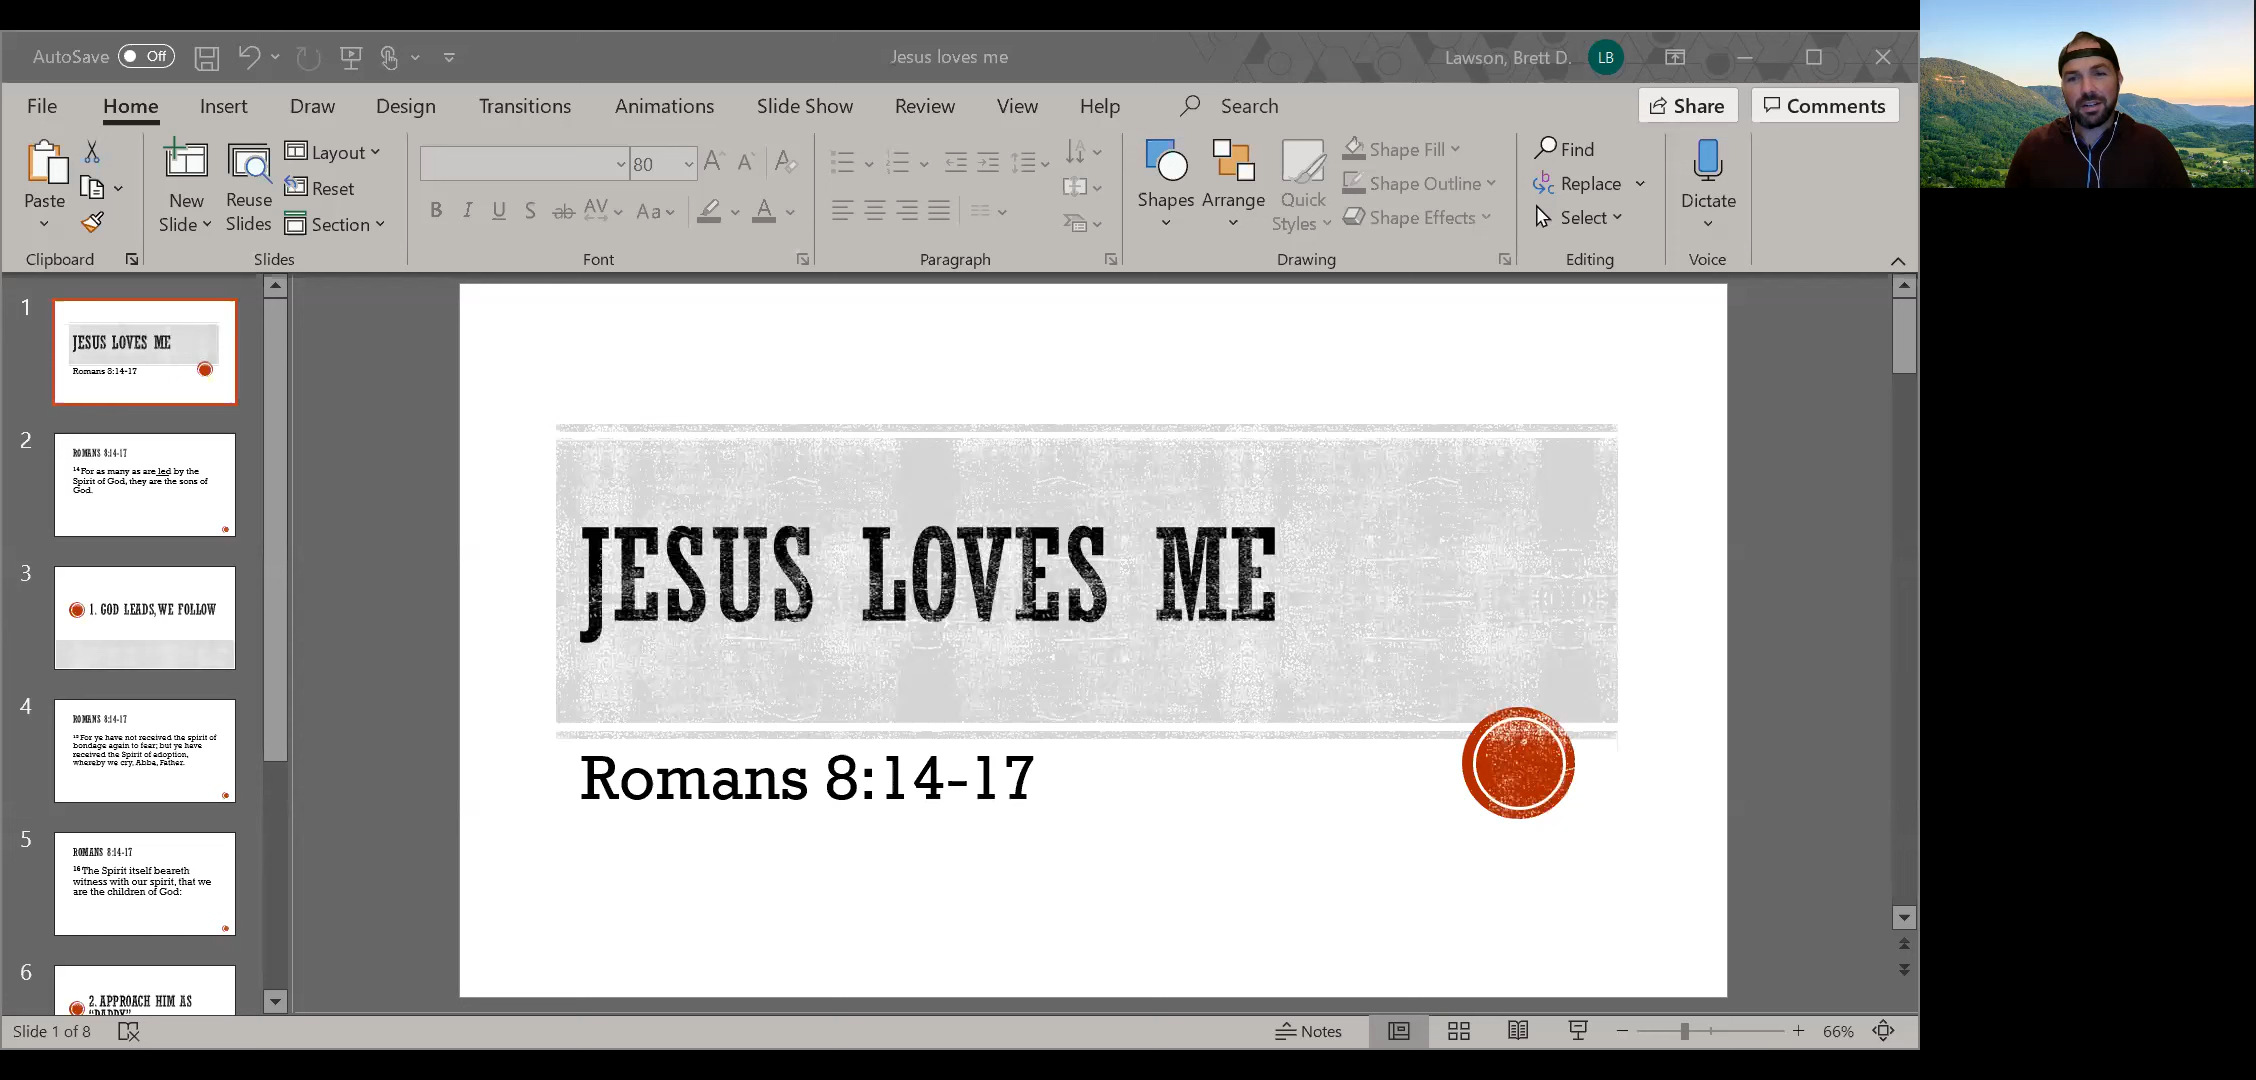 AutoSave Off Jesus loves me Lawson, Brett D. LB
File Home Insert Draw Design Transitions Animations Slide Show Review View Help Search Share Comments
Paste
New
Slide
Reuse
Slides
Layout
Reset
Section
80
B I U S ab AV Aa A
Shapes
Arrange
Quick
Styles
Shape Fill
Shape Outline
Shape Effects
Find
Replace
Select
Dictate
Clipboard Slides Font Paragraph Drawing Editing Voice
1
JESUS LOVES ME
Romans 8:14-17
2
ROMANS 8:14-17
14 For as many as are led by the
Spirit of God, they are the sons of
God.
3
1. GOD LEADS, WE FOLLOW
4
ROMANS 8:14-17
15 For ye have not received the spirit of
bondage again to fear; but ye have
received the Spirit of adoption,
whereby we cry, Abba, Father.
5
ROMANS 8:14-17
16 The Spirit itself beareth
witness with our spirit, that we
are the children of God:
6
2. APPROACH HIM AS
"DADDY"
JESUS LOVES ME
Romans 8:14-17
Slide 1 of 8 Notes 66%